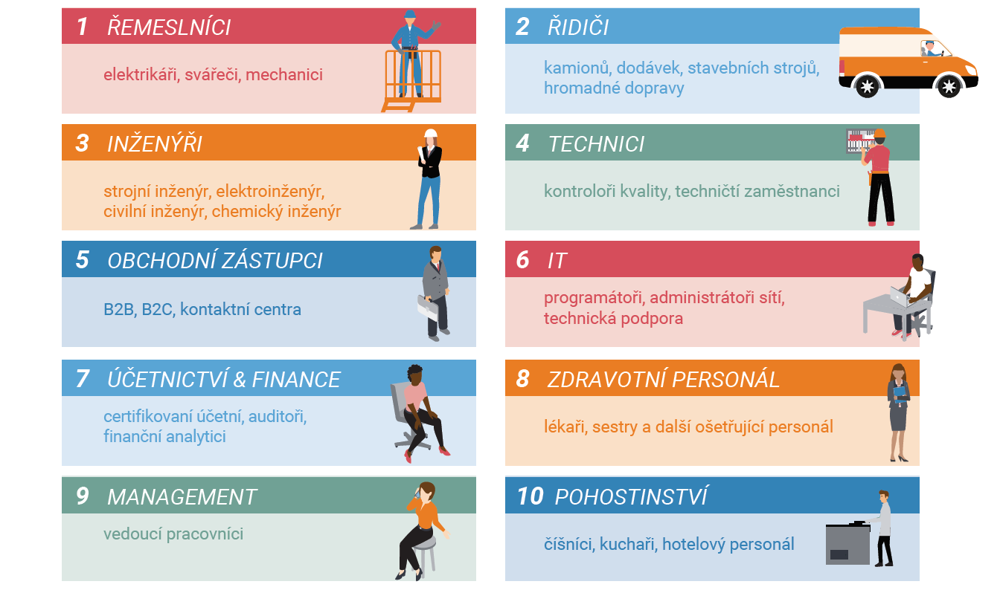 1 ŘEMESLNÍCI
elektrikáři, svářeči, mechanici
2 ŘIDIČI
kamionů, dodávek, stavebních strojů,
hromadné dopravy
3 INŽENÝŘI
strojní inženýr, elektroinženýr,
civilní inženýr, chemický inženýr
4 TECHNICI
kontroloři kvality, techničtí zaměstnanci
5 OBCHODNÍ ZÁSTUPCI
B2B, B2C, kontaktní centra
6 IT
programátoři, administrátoři sítí,
technická podpora
7 ÚČETNICTVÍ & FINANCE
certifikovaní účetní, auditoři,
finanční analytici
8 ZDRAVOTNÍ PERSONÁL
lékaři, sestry a další ošetřující personál
9 MANAGEMENT
vedoucí pracovníci
10 POHOSTINSTVÍ
číšníci, kuchaři, hotelový personál